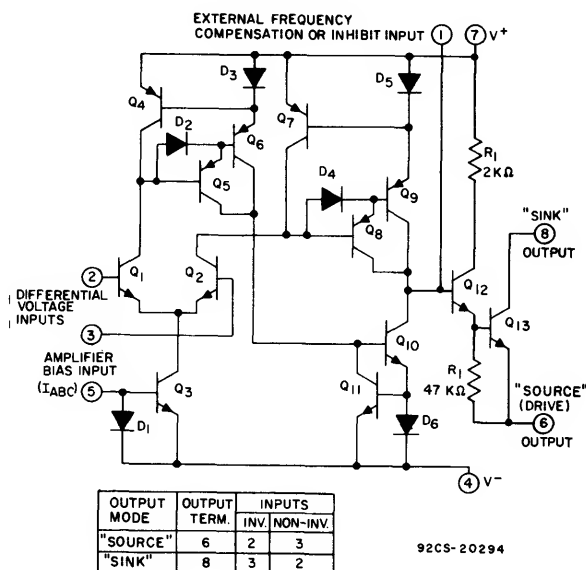 EXTERNAL FREQUENCY
COMPENSATION OR INHIBIT INPUT
1
7 V+
D3
D5
Q4
Q7
D2
Q6
R1
2KΩ
Q5
D4
Q9
Q8
"SINK"
8
OUTPUT
2
Q1
Q2
Q12
Q13
DIFFERENTIAL
VOLTAGE
INPUTS
3
Q10
AMPLIFIER
BIAS INPUT
(IABC) 5
Q3
Q11
R1
47 KΩ
"SOURCE"
(DRIVE)
6
OUTPUT
D1
D6
4 V-
OUTPUT MODE
OUTPUT TERM.
INPUTS
INV. NON-INV.
"SOURCE" 6 2 3
"SINK" 8 3 2
92CS-20294